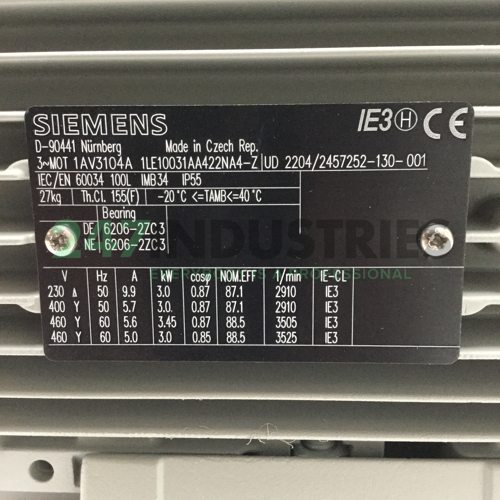 SIEMENS IE3 H CE
D-90441 Nürnberg Made in Czech Rep.
3~MOT 1AV3104A 1LE10031AA422NA4-Z UD 2204/2457252-130-001
IEC/EN 60034 100L IMB34 IP55
27kg Th.Cl. 155(F) -20°C <=TAMB<=40°C
Bearing
DE 6206-2ZC3
NE 6206-2ZC3
INDUSTRIES
V Hz A kW cosφ NOM.EFF 1/min IE-CL
230 Δ 50 9.9 3.0 0.87 87.1 2910 IE3
400 Y 50 5.7 3.0 0.87 87.1 2910 IE3
460 Y 60 5.6 3.45 0.87 88.5 3505 IE3
460 Y 60 5.0 3.0 0.85 88.5 3525 IE3